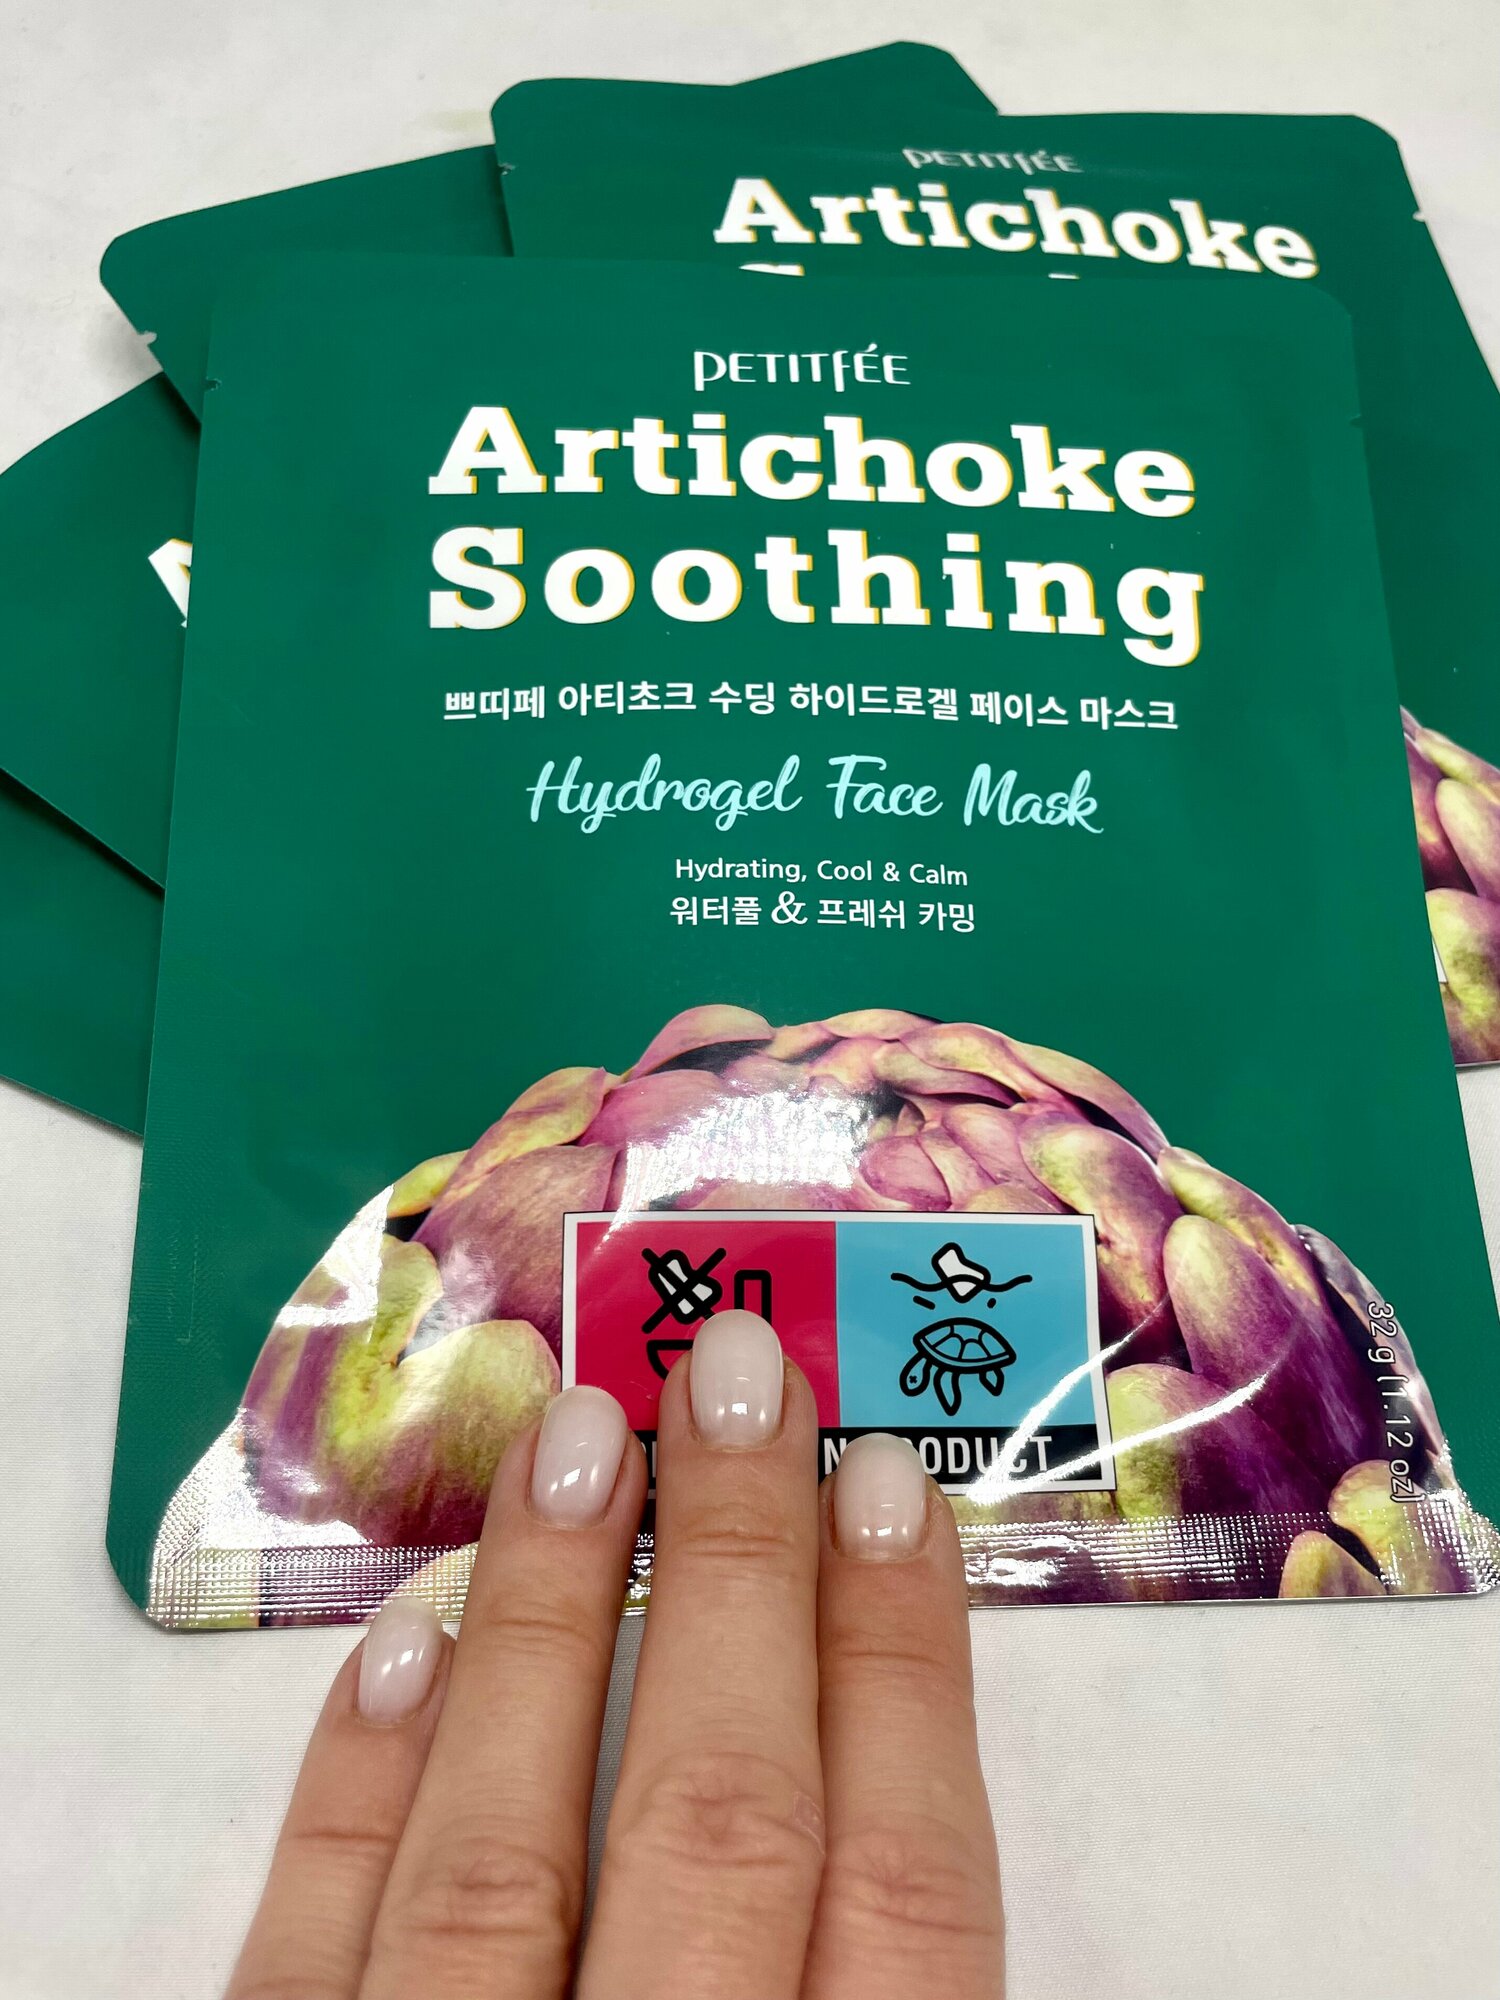 PETITFÉE
Artichoke
PETITFÉE
Artichoke
Soothing
쁘띠페 아티초크 수딩 하이드로겔 페이스 마스크
Hydrogel Face Mask
Hydrating, Cool & Calm
워터풀 & 프레쉬 카밍
32 g (1.12 oz)